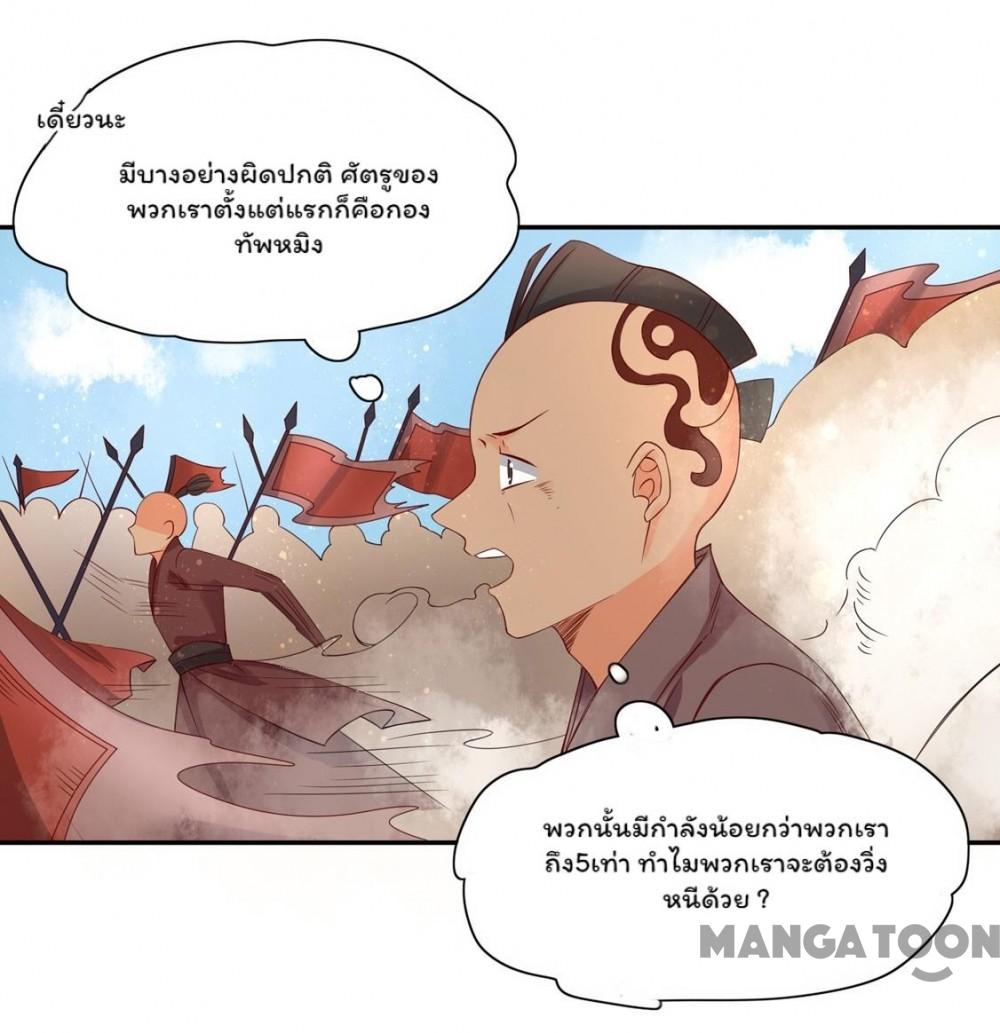 เดี๋ยวนะ
มีบางอย่างผิดปกติ ศัตรูของ
พวกเราตั้งแต่แรกก็คือกอง
ทัพหมิง
พวกนั้นมีกำลังน้อยกว่าพวกเรา
ถึง5เท่า ทำไมพวกเราจะต้องวิ่ง
หนีด้วย ?
MANGATOON